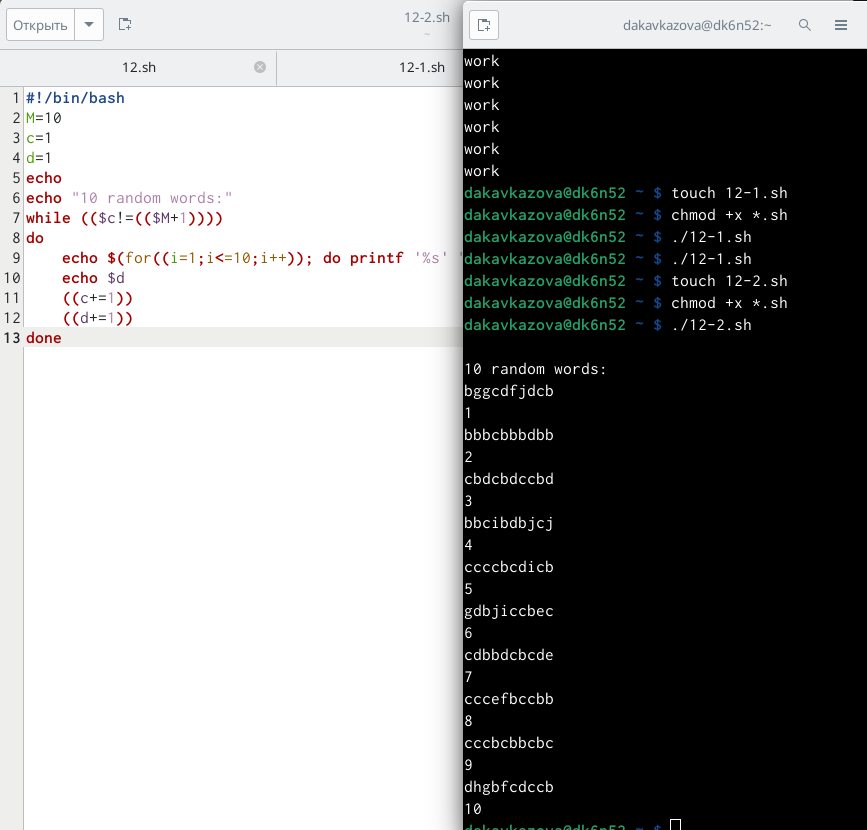 Открыть
12-2.sh
~
12.sh
12-1.sh
1 #!/bin/bash
2 M=10
3 c=1
4 d=1
5 echo
6 echo "10 random words:"
7 while (($c!=(($M+1))))
8 do
9 echo $(for((i=1;i<=10;i++)); do printf '%s' "
10 echo $d
11 ((c+=1))
12 ((d+=1))
13 done
dakavkazova@dk6n52:~
work
work
work
work
work
work
dakavkazova@dk6n52 ~ $ touch 12-1.sh
dakavkazova@dk6n52 ~ $ chmod +x *.sh
dakavkazova@dk6n52 ~ $ ./12-1.sh
dakavkazova@dk6n52 ~ $ ./12-1.sh
dakavkazova@dk6n52 ~ $ touch 12-2.sh
dakavkazova@dk6n52 ~ $ chmod +x *.sh
dakavkazova@dk6n52 ~ $ ./12-2.sh
10 random words:
bggcdfjdcb
1
bbbcbbbdbb
2
cbdcbdccbd
3
bbcibdbjcj
4
ccccbcdicb
5
gdbjiccbec
6
cdbbdcbcde
7
cccefbccbb
8
cccbcbbcbc
9
dhgbfcdccb
10
dakavkazova@dk6n52 ~ $